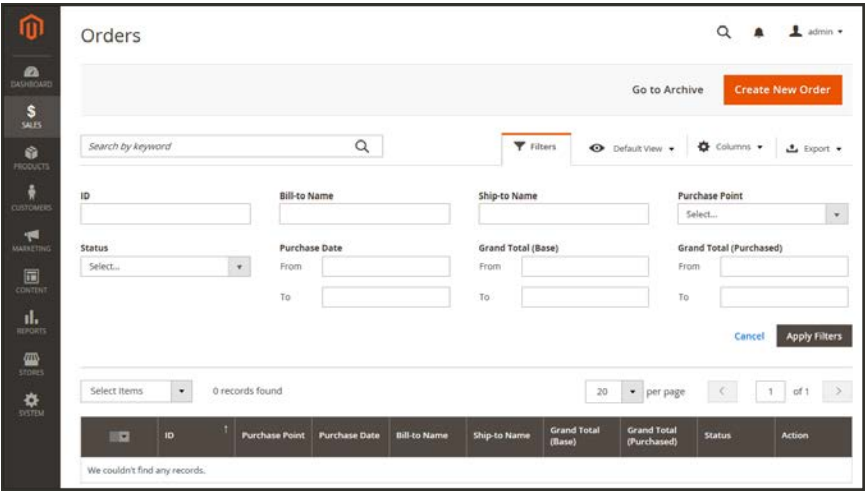 Orders
admin
DASHBOARD
SALES
PRODUCTS
CUSTOMERS
MARKETING
CONTENT
REPORTS
STORES
SYSTEM
Go to Archive Create New Order
Search by keyword Filters Default View Columns Export
ID Bill-to Name Ship-to Name Purchase Point
Select...
Status Purchase Date Grand Total (Base) Grand Total (Purchased)
Select... From From From
To To To
Cancel Apply Filters
Select Items 0 records found 20 per page 1 of 1
ID Purchase Point Purchase Date Bill-to Name Ship-to Name Grand Total (Base) Grand Total (Purchased) Status Action
We couldn't find any records.